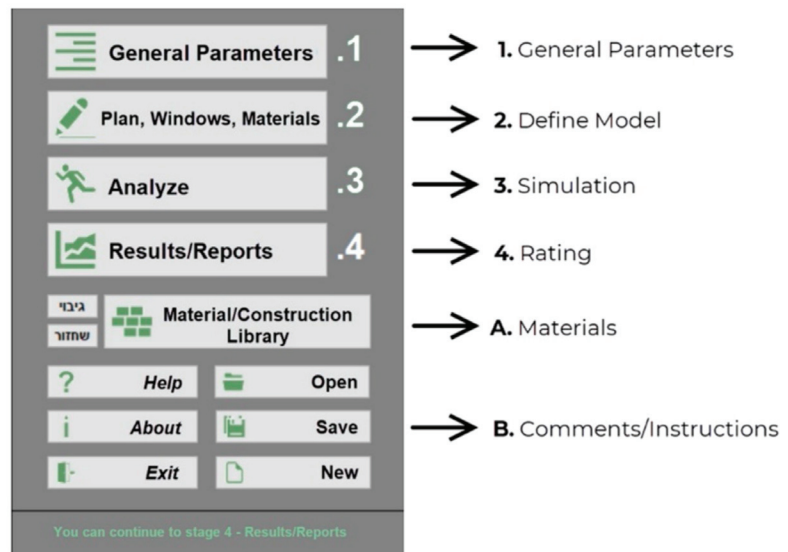 General Parameters .1
1. General Parameters
Plan, Windows, Materials .2
2. Define Model
Analyze .3
3. Simulation
Results/Reports .4
4. Rating
גיבוי
שחזור
Material/Construction
Library
A. Materials
? Help
Open
i About
Save
B. Comments/Instructions
Exit
New
You can continue to stage 4 - Results/Reports